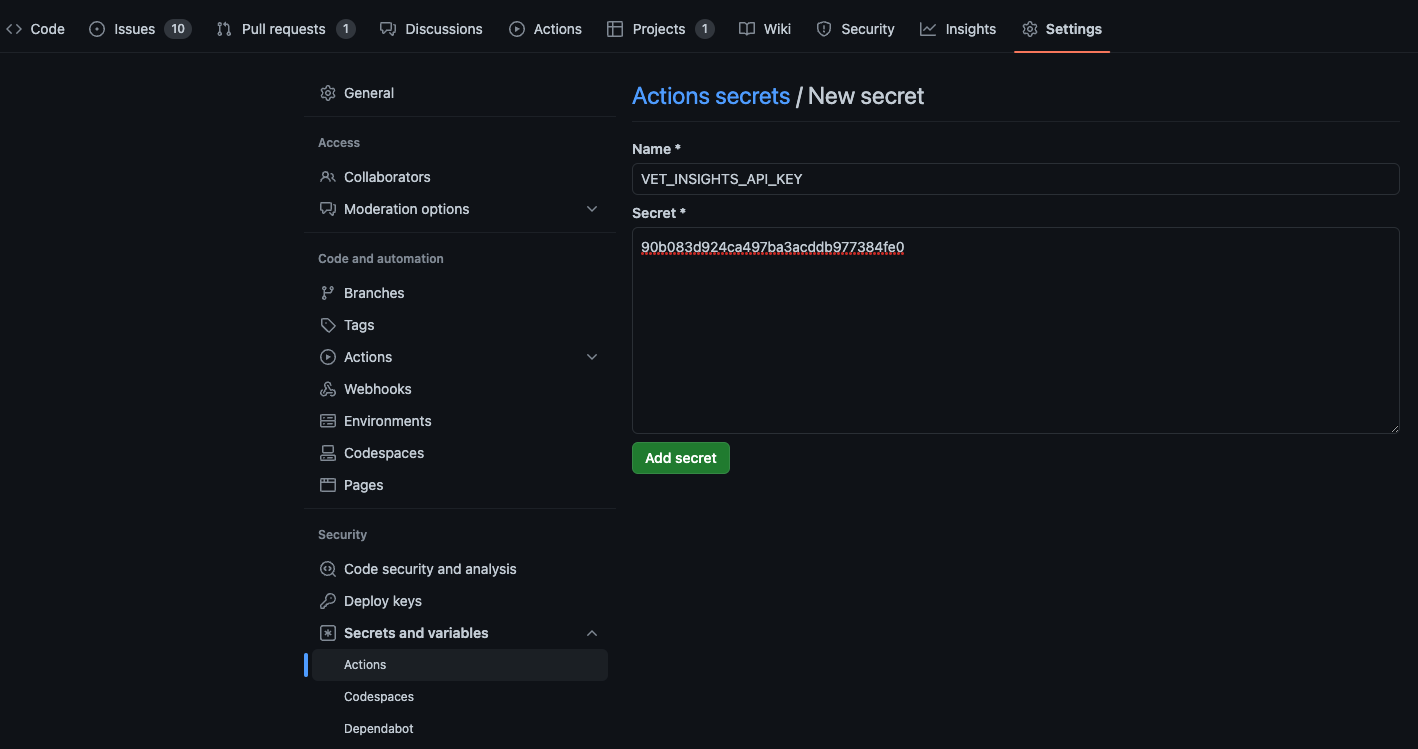 Code Issues 10 Pull requests 1 Discussions Actions Projects 1 Wiki Security Insights Settings
General
Access
Collaborators
Moderation options
Code and automation
Branches
Tags
Actions
Webhooks
Environments
Codespaces
Pages
Security
Code security and analysis
Deploy keys
Secrets and variables
Actions
Codespaces
Dependabot
Actions secrets / New secret
Name *
VET_INSIGHTS_API_KEY
Secret *
90b083d924ca497ba3acddb977384fe0
Add secret